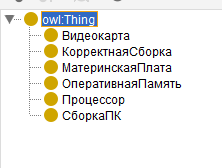 owl:Thing
Видеокарта
КорректнаяСборка
МатеринскаяПлата
ОперативнаяПамять
Процессор
СборкаПК